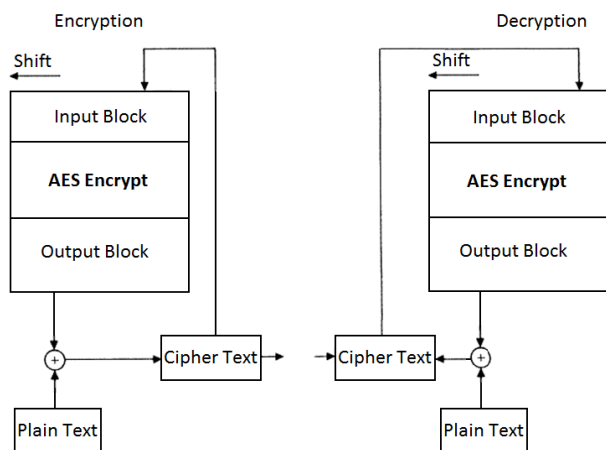 Encryption
Decryption
Shift
Shift
Input Block
Input Block
AES Encrypt
AES Encrypt
Output Block
Output Block
+
+
Cipher Text
Cipher Text
Plain Text
Plain Text